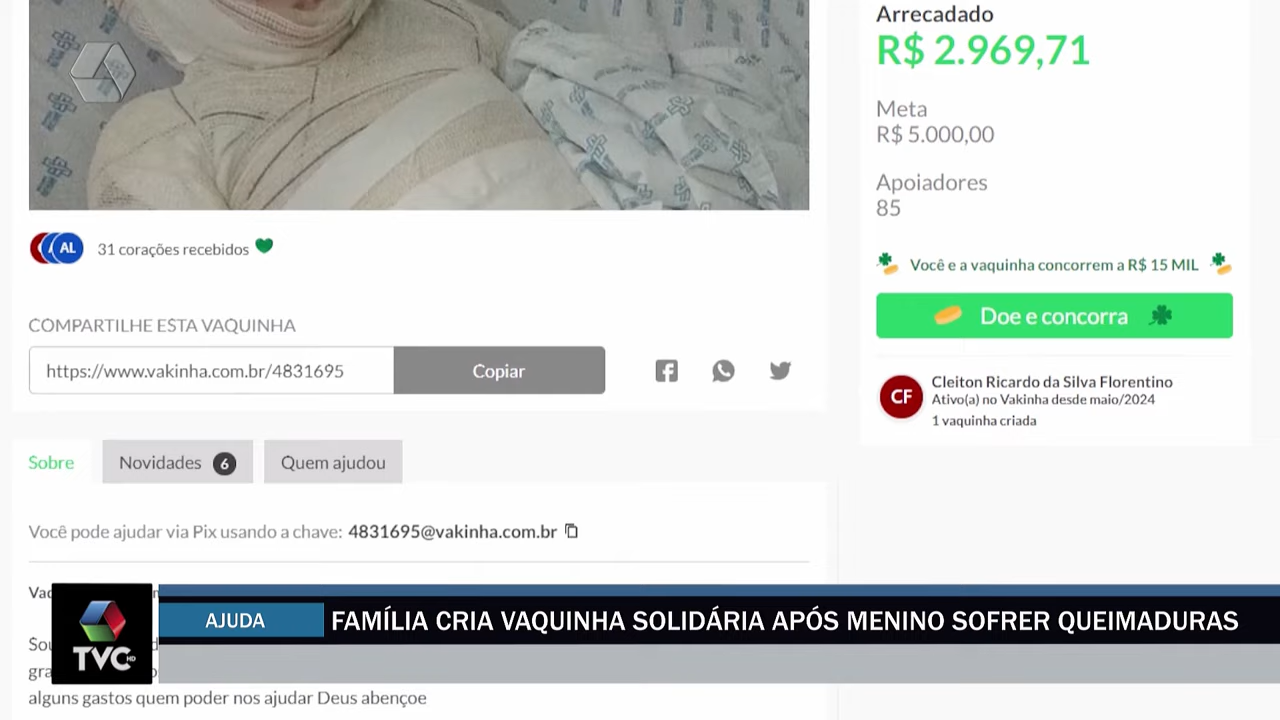 Arrecadado
R$ 2.969,71
Meta
R$ 5.000,00
Apoiadores
85
AL
31 corações recebidos
Você e a vaquinha concorrem a R$ 15 MIL
Doe e concorra
COMPARTILHE ESTA VAQUINHA
https://www.vakinha.com.br/4831695
Copiar
CF
Cleiton Ricardo da Silva Florentino
Ativo(a) no Vakinha desde maio/2024
1 vaquinha criada
Sobre
Novidades 6
Quem ajudou
Você pode ajudar via Pix usando a chave: 4831695@vakinha.com.br
AJUDA
FAMÍLIA CRIA VAQUINHA SOLIDÁRIA APÓS MENINO SOFRER QUEIMADURAS
TVC HD
alguns gastos quem poder nos ajudar Deus abençoe